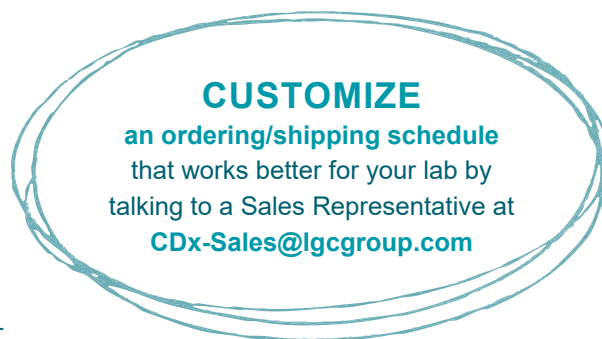 CUSTOMIZE
an ordering/shipping schedule
that works better for your lab by
talking to a Sales Representative at
CDx-Sales@lgcgroup.com